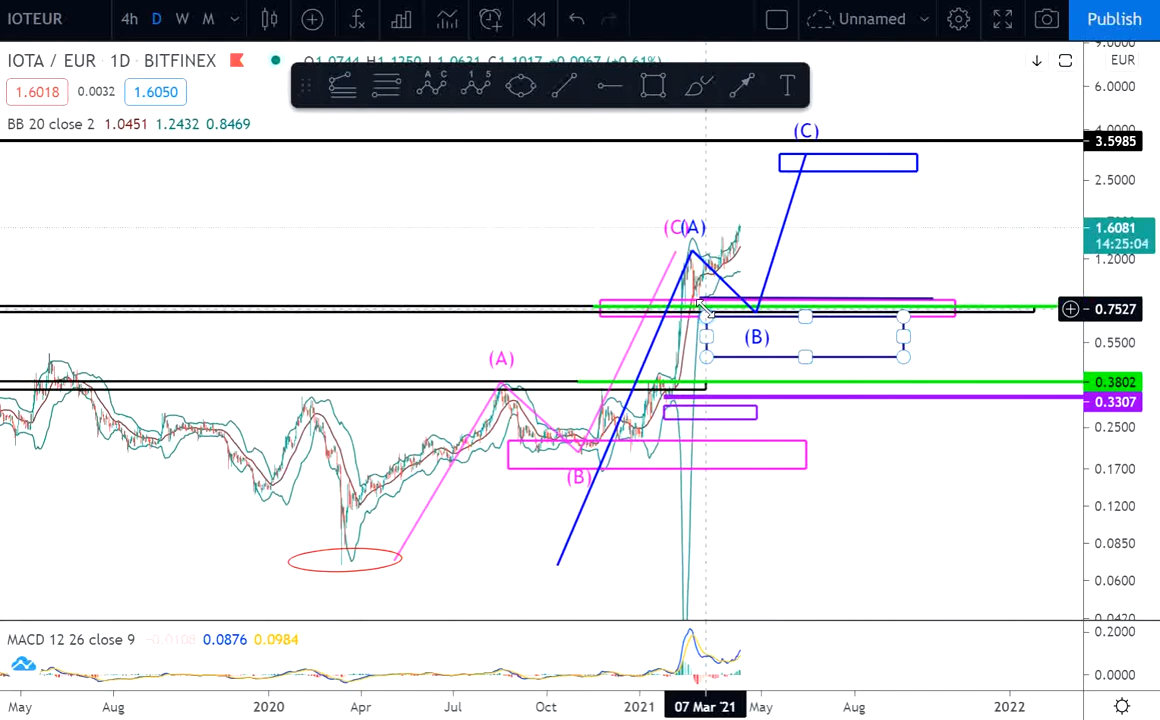 IOTEUR 4h D W M Unnamed Publish
IOTA / EUR 1D BITFINEX
1.6018 0.0032 1.6050
BB 20 close 2 1.0451 1.2432 0.8469
EUR
6.0000
4.0000
3.5985
2.5000
1.6081
14:25:04
1.2000
0.7527
0.5500
0.3802
0.3307
0.2500
0.1700
0.1200
0.0850
0.0600
(C)
(A)
(B)
(A)
(B)
MACD 12 26 close 9 -0.0108 0.0876 0.0984
0.2000
0.0000
May Aug 2020 Apr Jul Oct 2021 07 Mar '21 May Aug 2022